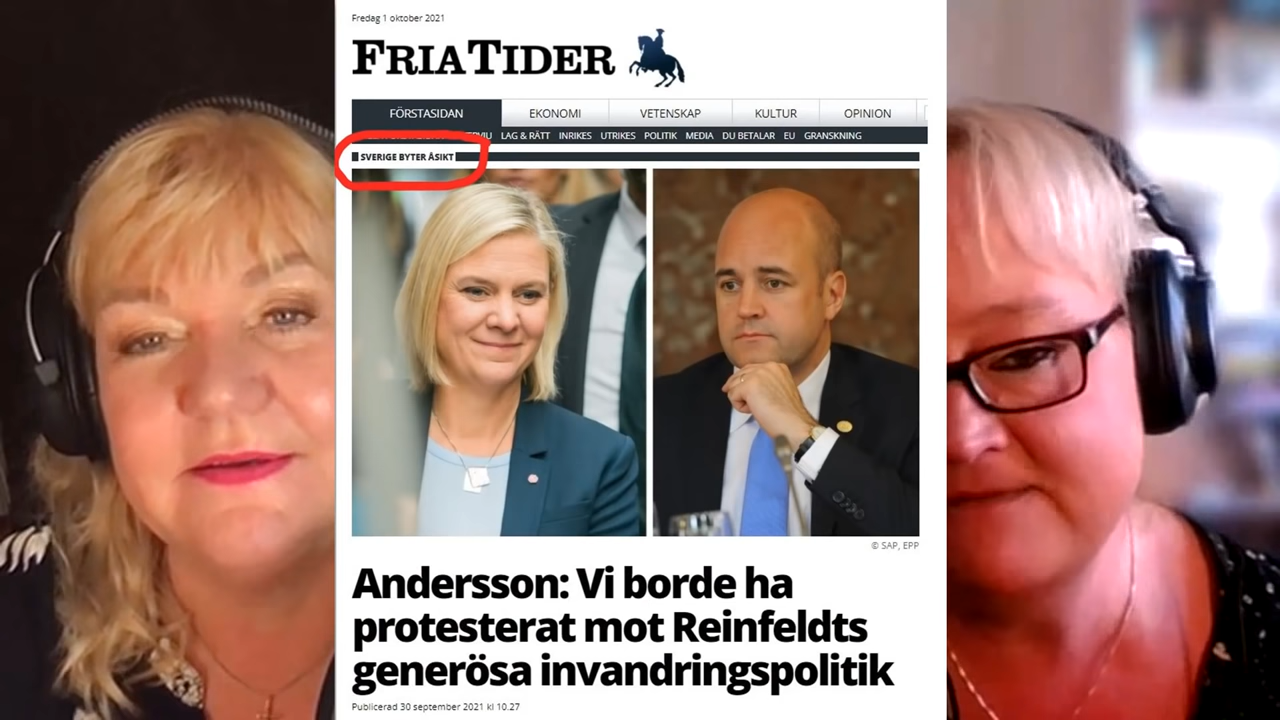 Fredag 1 oktober 2021
FRIATIDER
FÖRSTASIDAN EKONOMI VETENSKAP KULTUR OPINION
LAG & RÄTT INRIKES UTRIKES POLITIK MEDIA DU BETALAR EU GRANSKNING
SVERIGE BYTER ÅSIKT
© SAP, EPP
Andersson: Vi borde ha
protesterat mot Reinfeldts
generösa invandringspolitik
Publicerad 30 september 2021 kl 10.27